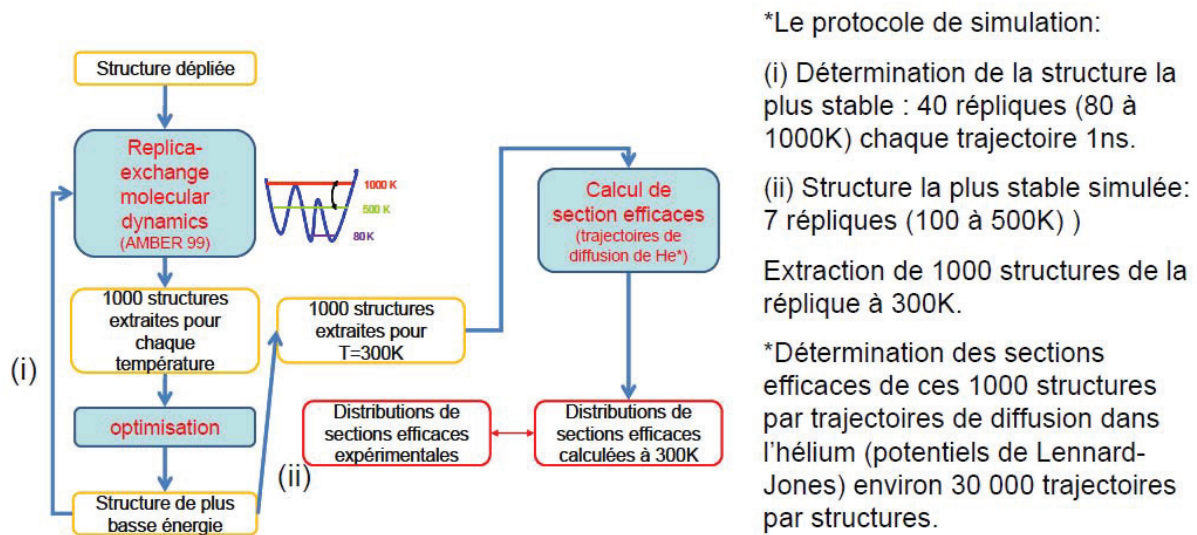 Structure dépliée
Replica-
exchange
molecular
dynamics
(AMBER 99)
1000 K
500 K
80 K
1000 structures
extraites pour
chaque
température
(i)
optimisation
Structure de plus
basse énergie
1000 structures
extraites pour
T=300K
(ii)
Calcul de
section efficaces
(trajectoires de
diffusion de He*)
Distributions de
sections efficaces
expérimentales
Distributions de
sections efficaces
calculées à 300K
*Le protocole de simulation:
(i) Détermination de la structure la
plus stable : 40 répliques (80 à
1000K) chaque trajectoire 1ns.
(ii) Structure la plus stable simulée:
7 répliques (100 à 500K) )
Extraction de 1000 structures de la
réplique à 300K.
*Détermination des sections
efficaces de ces 1000 structures
par trajectoires de diffusion dans
l'hélium (potentiels de Lennard-
Jones) environ 30 000 trajectoires
par structures.